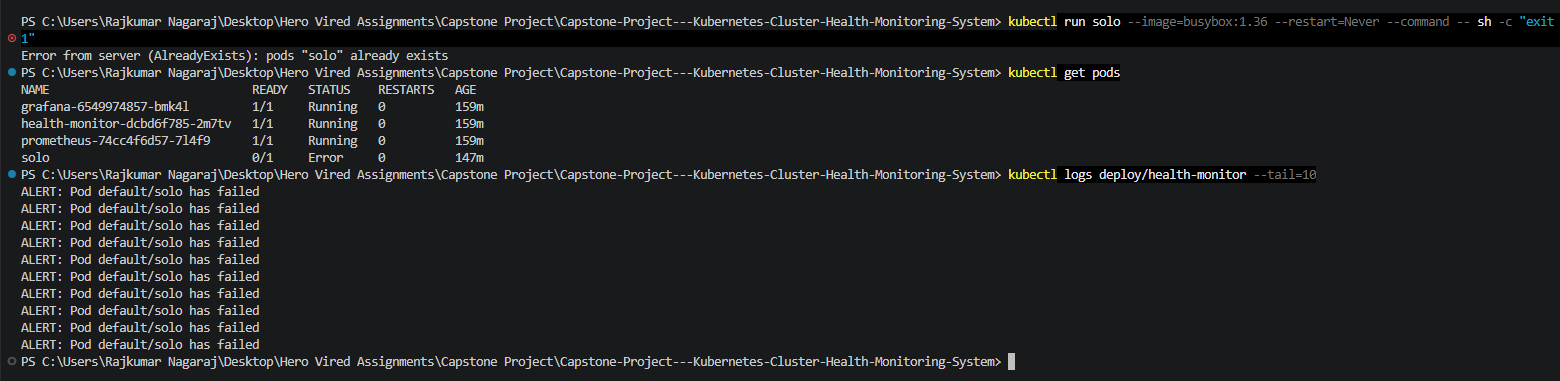 PS C:\Users\Rajkumar Nagaraj\Desktop\Hero Vired Assignments\Capstone Project\Capstone-Project---Kubernetes-Cluster-Health-Monitoring-System> kubectl run solo --image=busybox:1.36 --restart=Never --command -- sh -c "exit
1"
Error from server (AlreadyExists): pods "solo" already exists
PS C:\Users\Rajkumar Nagaraj\Desktop\Hero Vired Assignments\Capstone Project\Capstone-Project---Kubernetes-Cluster-Health-Monitoring-System> kubectl get pods
NAME READY STATUS RESTARTS AGE
grafana-6549974857-bmk4l 1/1 Running 0 159m
health-monitor-dcbd6f785-2m7tv 1/1 Running 0 159m
prometheus-74cc4f6d57-7l4f9 1/1 Running 0 159m
solo 0/1 Error 0 147m
PS C:\Users\Rajkumar Nagaraj\Desktop\Hero Vired Assignments\Capstone Project\Capstone-Project---Kubernetes-Cluster-Health-Monitoring-System> kubectl logs deploy/health-monitor --tail=10
ALERT: Pod default/solo has failed
ALERT: Pod default/solo has failed
ALERT: Pod default/solo has failed
ALERT: Pod default/solo has failed
ALERT: Pod default/solo has failed
ALERT: Pod default/solo has failed
ALERT: Pod default/solo has failed
ALERT: Pod default/solo has failed
ALERT: Pod default/solo has failed
ALERT: Pod default/solo has failed
PS C:\Users\Rajkumar Nagaraj\Desktop\Hero Vired Assignments\Capstone Project\Capstone-Project---Kubernetes-Cluster-Health-Monitoring-System>